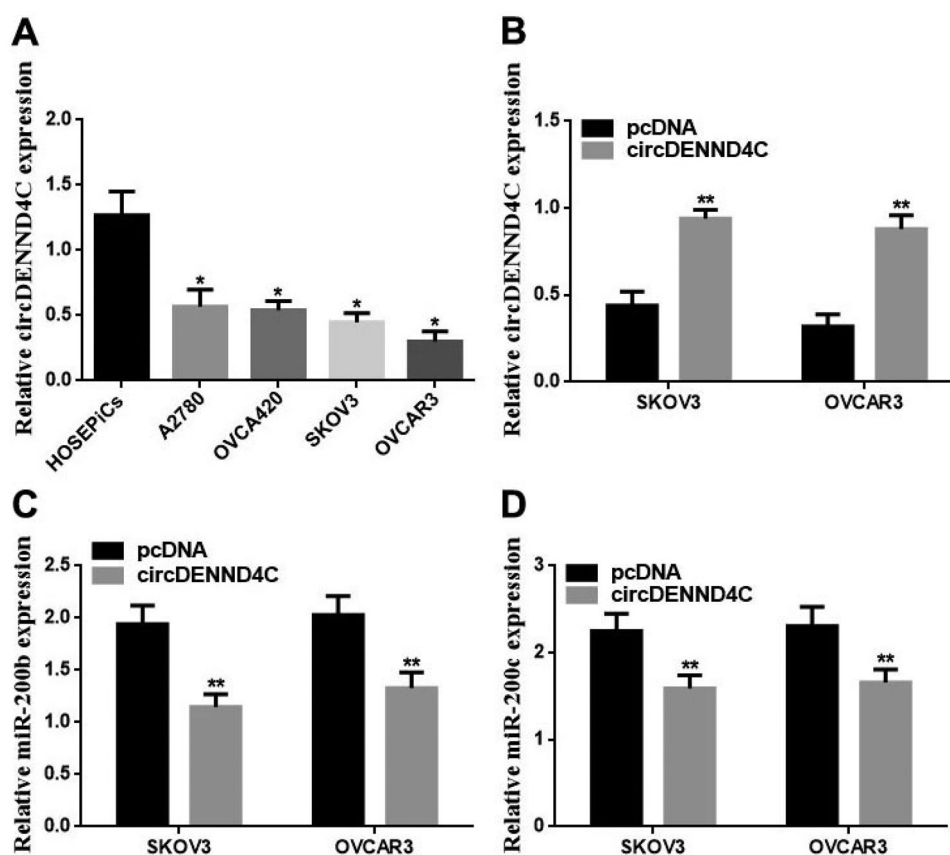 A
Relative circDENND4C expression
2.0
1.5
1.0
0.5
0.0
*
*
*
*
HOSEPiCs
A2780
OVCA420
SKOV3
OVCAR3
B
Relative circDENND4C expression
1.5
1.0
0.5
0.0
pcDNA
circDENND4C
**
**
SKOV3
OVCAR3
C
Relative miR-200b expression
2.5
2.0
1.5
1.0
0.5
0.0
pcDNA
circDENND4C
**
**
SKOV3
OVCAR3
D
Relative miR-200c expression
3
2
1
0
pcDNA
circDENND4C
**
**
SKOV3
OVCAR3